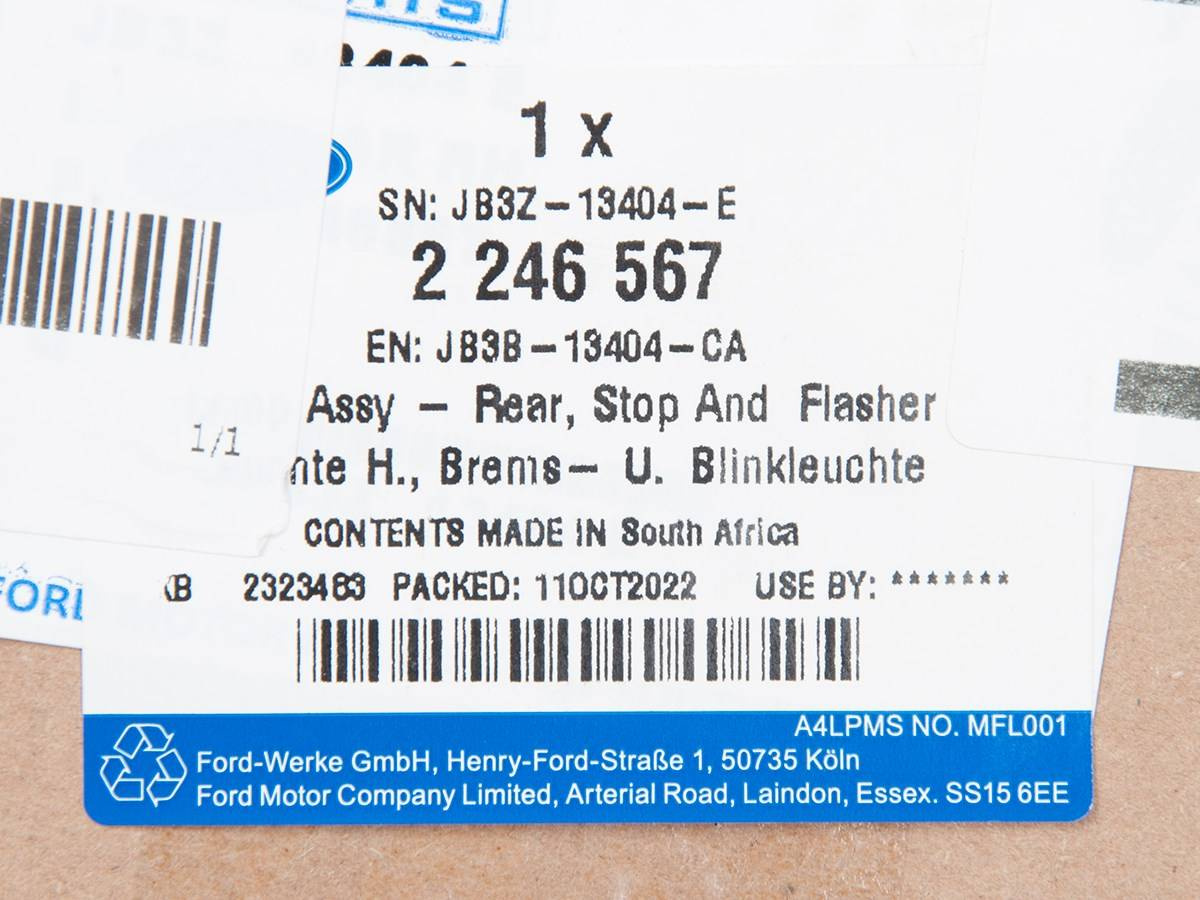 1 x
SN: JB3Z-13404-E
2 246 567
EN: JB3B-13404-CA
Assy - Rear, Stop And Flasher
H., Brems- U. Blinkleuchte
1/1
CONTENTS MADE IN South Africa
2323483 PACKED: 11OCT2022 USE BY: *******
A4LPMS NO. MFL001
Ford-Werke GmbH, Henry-Ford-Straße 1, 50735 Köln
Ford Motor Company Limited, Arterial Road, Laindon, Essex. SS15 6EE